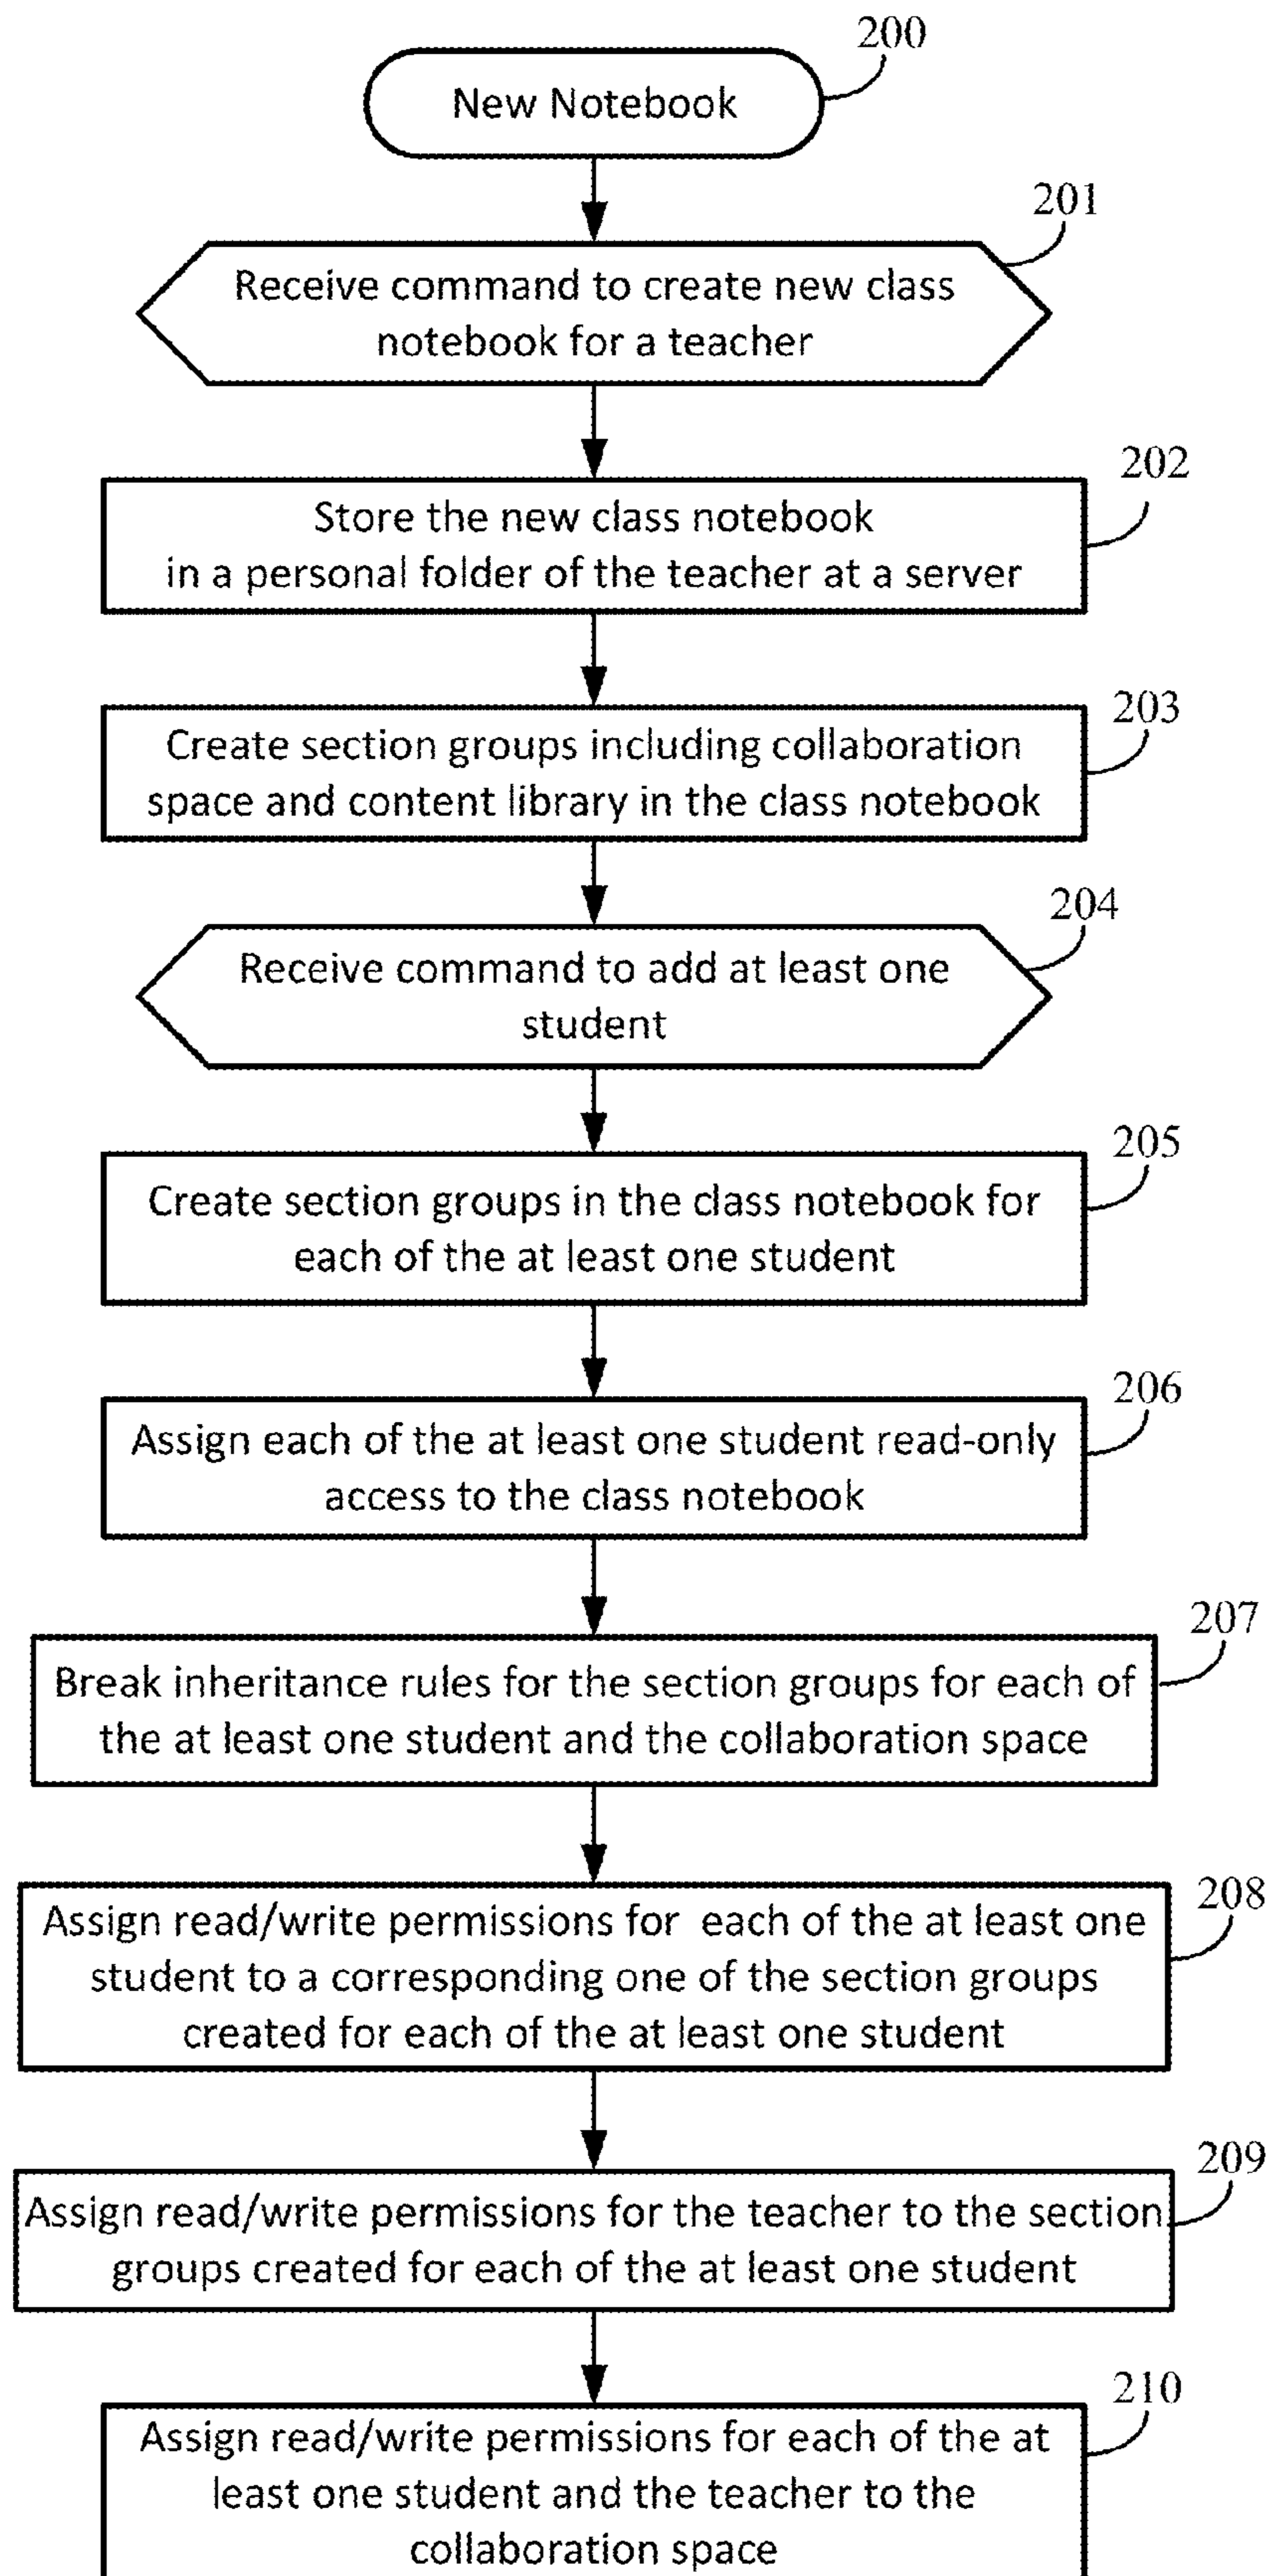 200
New Notebook
201
Receive command to create new class
notebook for a teacher
202
Store the new class notebook
in a personal folder of the teacher at a server
203
Create section groups including collaboration
space and content library in the class notebook
204
Receive command to add at least one
student
205
Create section groups in the class notebook for
each of the at least one student
206
Assign each of the at least one student read-only
access to the class notebook
207
Break inheritance rules for the section groups for each of
the at least one student and the collaboration space
208
Assign read/write permissions for each of the at least one
student to a corresponding one of the section groups
created for each of the at least one student
209
Assign read/write permissions for the teacher to the section
groups created for each of the at least one student
210
Assign read/write permissions for each of the at
least one student and the teacher to the
collaboration space